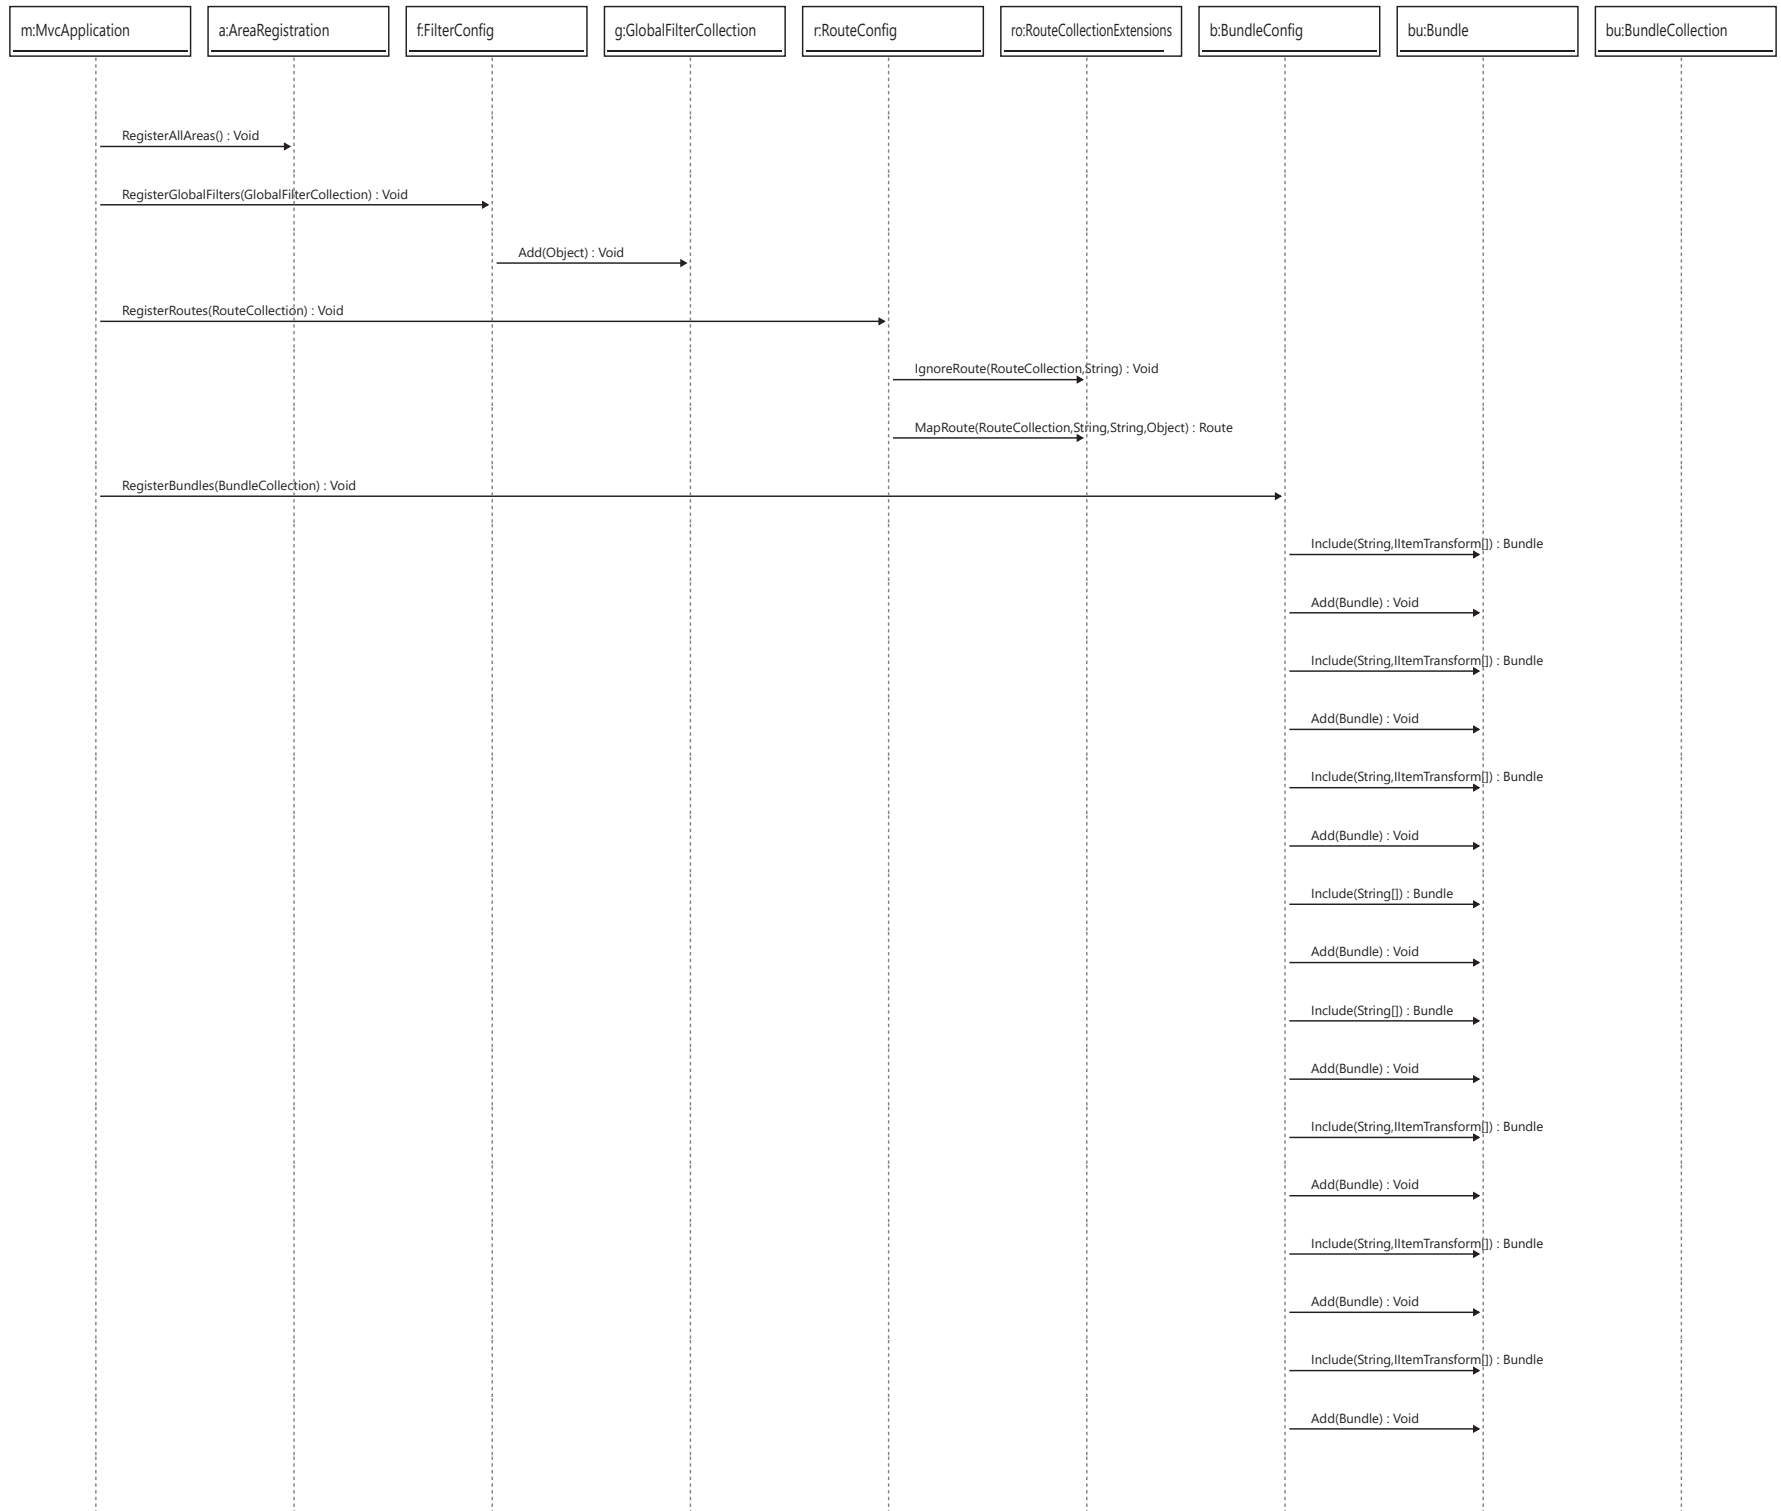 m:MvcApplication
a:AreaRegistration
f:FilterConfig
g:GlobalFilterCollection
r:RouteConfig
ro:RouteCollectionExtensions
b:BundleConfig
bu:Bundle
bu:BundleCollection
RegisterAllAreas() : Void
RegisterGlobalFilters(GlobalFilterCollection) : Void
Add(Object) : Void
RegisterRoutes(RouteCollection) : Void
IgnoreRoute(RouteCollection,String) : Void
MapRoute(RouteCollection,String,String,Object) : Route
RegisterBundles(BundleCollection) : Void
Include(String,IItemTransform[]) : Bundle
Add(Bundle) : Void
Include(String,IItemTransform[]) : Bundle
Add(Bundle) : Void
Include(String,IItemTransform[]) : Bundle
Add(Bundle) : Void
Include(String[]) : Bundle
Add(Bundle) : Void
Include(String[]) : Bundle
Add(Bundle) : Void
Include(String,IItemTransform[]) : Bundle
Add(Bundle) : Void
Include(String,IItemTransform[]) : Bundle
Add(Bundle) : Void
Include(String,IItemTransform[]) : Bundle
Add(Bundle) : Void